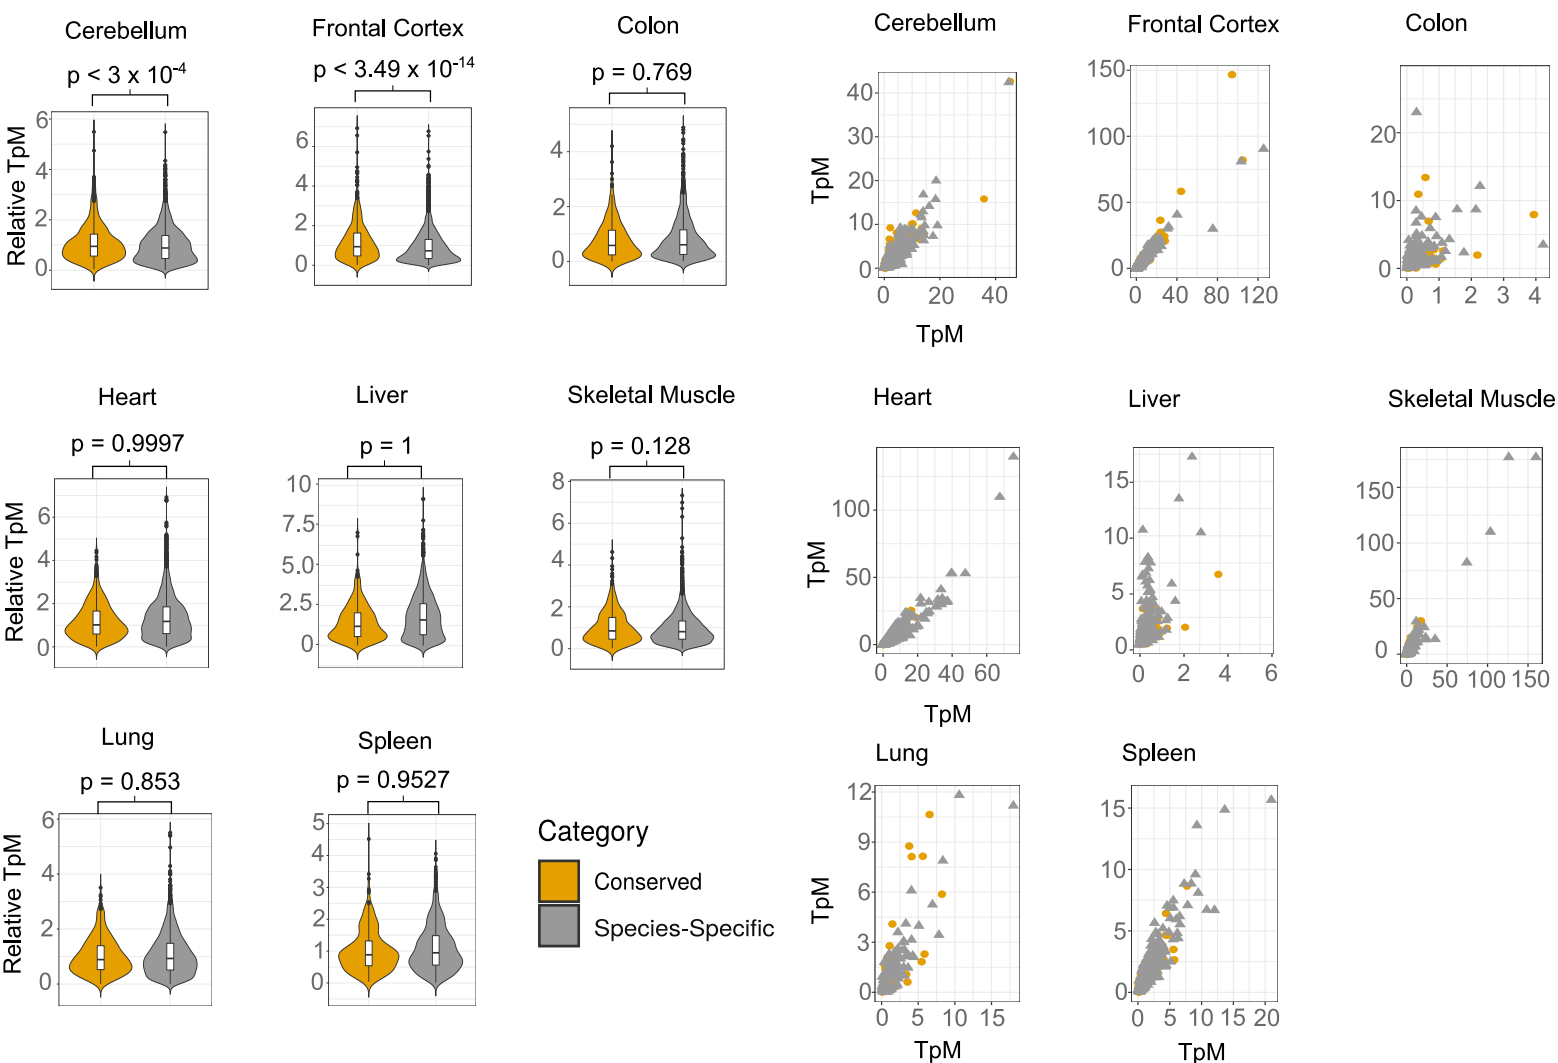 Cerebellum
Frontal Cortex
Colon
Cerebellum
Frontal Cortex
Colon
p < 3 x 10-4
p < 3.49 x 10-14
p = 0.769
Relative TpM
6
4
2
0
6
4
2
0
4
2
0
TpM
40
30
20
10
0
0
20
40
TpM
150
100
50
0
0
40
80
120
20
10
0
0
1
2
3
4
Heart
Liver
Skeletal Muscle
Heart
Liver
Skeletal Muscle
p = 0.9997
p = 1
p = 0.128
Relative TpM
6
4
2
0
10
7.5
5.0
2.5
0
8
6
4
2
0
TpM
100
50
0
0
20
40
60
TpM
15
10
5
0
0
2
4
6
150
100
50
0
0
50
100
150
Lung
Spleen
Lung
Spleen
p = 0.853
p = 0.9527
Relative TpM
6
4
2
0
5
4
3
2
1
0
Category
Conserved
Species-Specific
TpM
12
9
6
3
0
0
5
10
15
TpM
15
10
5
0
0
5
10
15
20
TpM